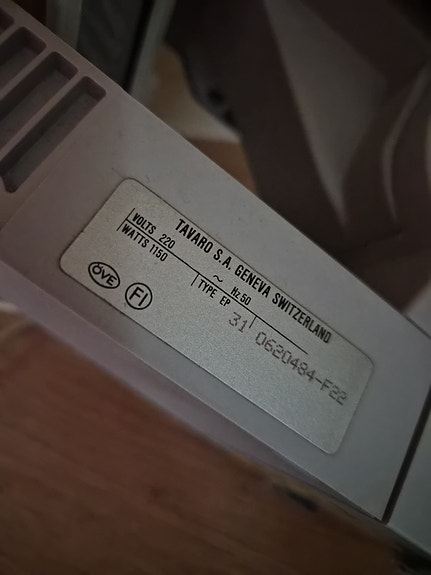 TAVARO S.A. GENEVA SWITZERLAND
VOLTS 220 ~ Hz 50
WATTS 1150 TYPE EP 31 0620484-F22
ÖVE FI